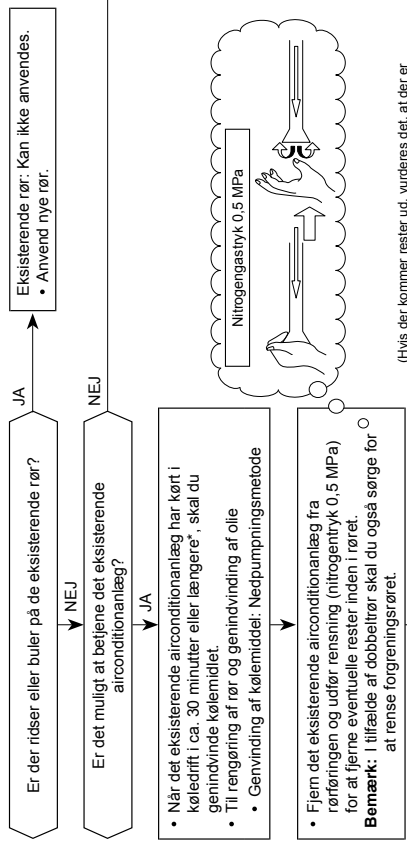 Er der ridser eller buler på de eksisterende rør?
JA
Eksisterende rør: Kan ikke anvendes.
• Anvend nye rør.
NEJ
Er det muligt at betjene det eksisterende
airconditionanlæg?
NEJ
JA
• Når det eksisterende airconditionanlæg har kørt i
køledrift i ca. 30 minutter eller længere*, skal du
genindvinde kølemidlet.
• Til rengøring af rør og genindvinding af olie
• Genvinding af kølemiddel: Nedpumpningsmetode
Nitrogengastryk 0,5 MPa
• Fjern det eksisterende airconditionanlæg fra
rørføringen og udfør rensning (nitrogentryk 0,5 MPa)
for at fjerne eventuelle rester inden i røret.
Bemærk: I tilfælde af dobbeltrør skal du også sørge for
at rense forgreningsrøret.
(Hvis der kommer rester ud, vurderes det, at der er